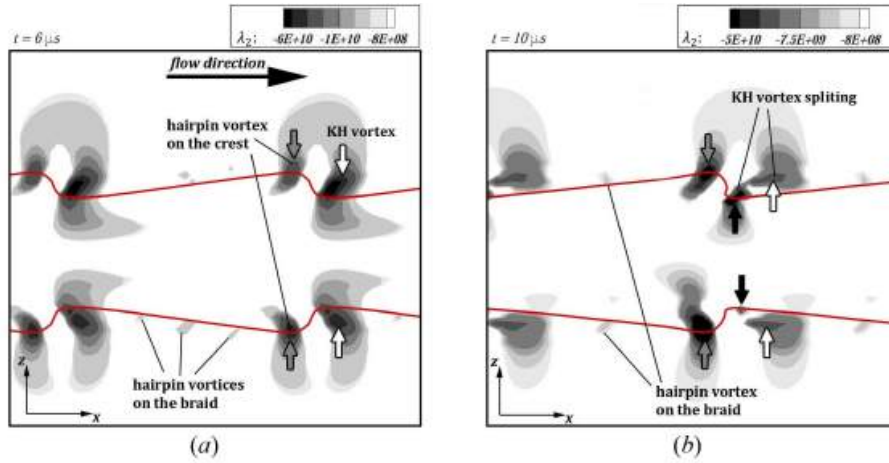 t = 6 μs
λ₂: -6E+10 -1E+10 -8E+08
flow direction
hairpin vortex
on the crest
KH vortex
hairpin vortices
on the braid
z
x
(a)
t = 10 μs
λ₂: -5E+10 -7.5E+09 -8E+08
KH vortex spliting
hairpin vortex
on the braid
z
x
(b)